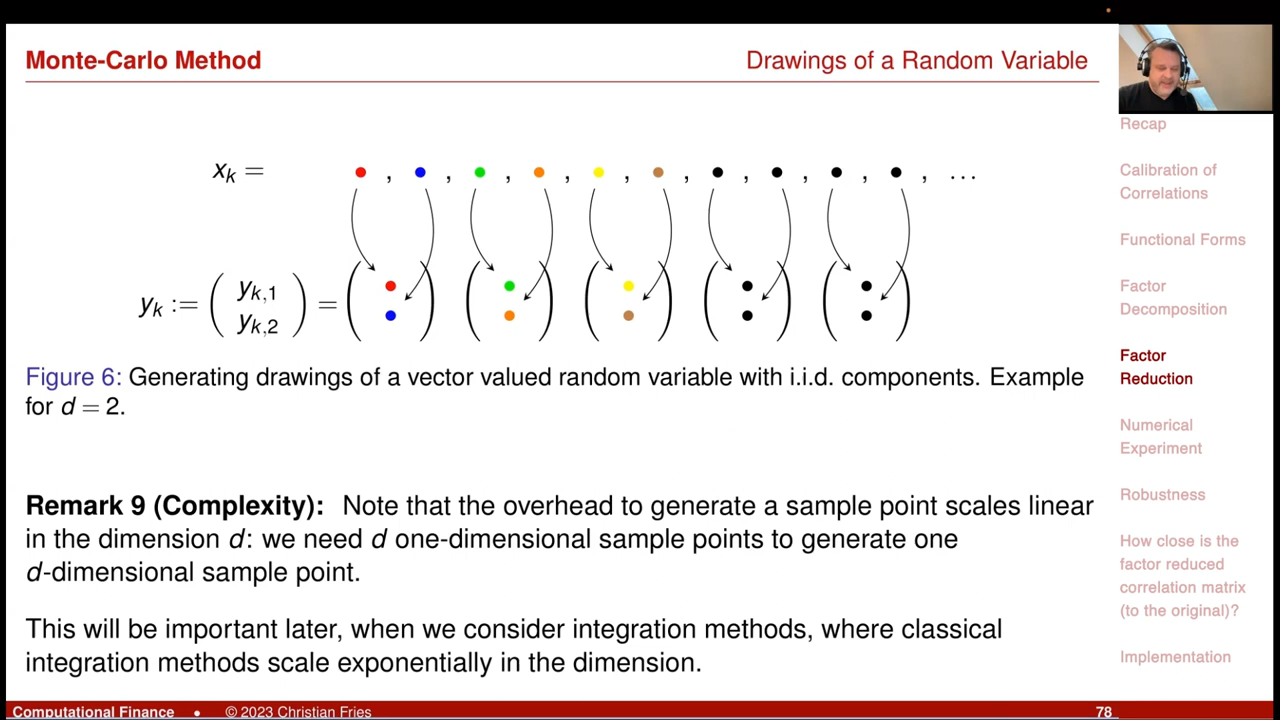 Monte-Carlo Method
Drawings of a Random Variable
x_k = , , , , , , , , , , ...
y_k := ( y_{k,1} y_{k,2} ) =
Figure 6: Generating drawings of a vector valued random variable with i.i.d. components. Example
for d = 2.
Remark 9 (Complexity): Note that the overhead to generate a sample point scales linear
in the dimension d: we need d one-dimensional sample points to generate one
d-dimensional sample point.
This will be important later, when we consider integration methods, where classical
integration methods scale exponentially in the dimension.
Recap
Calibration of
Correlations
Functional Forms
Factor
Decomposition
Factor
Reduction
Numerical
Experiment
Robustness
How close is the
factor reduced
correlation matrix
(to the original)?
Implementation
Computational Finance • © 2023 Christian Fries
78